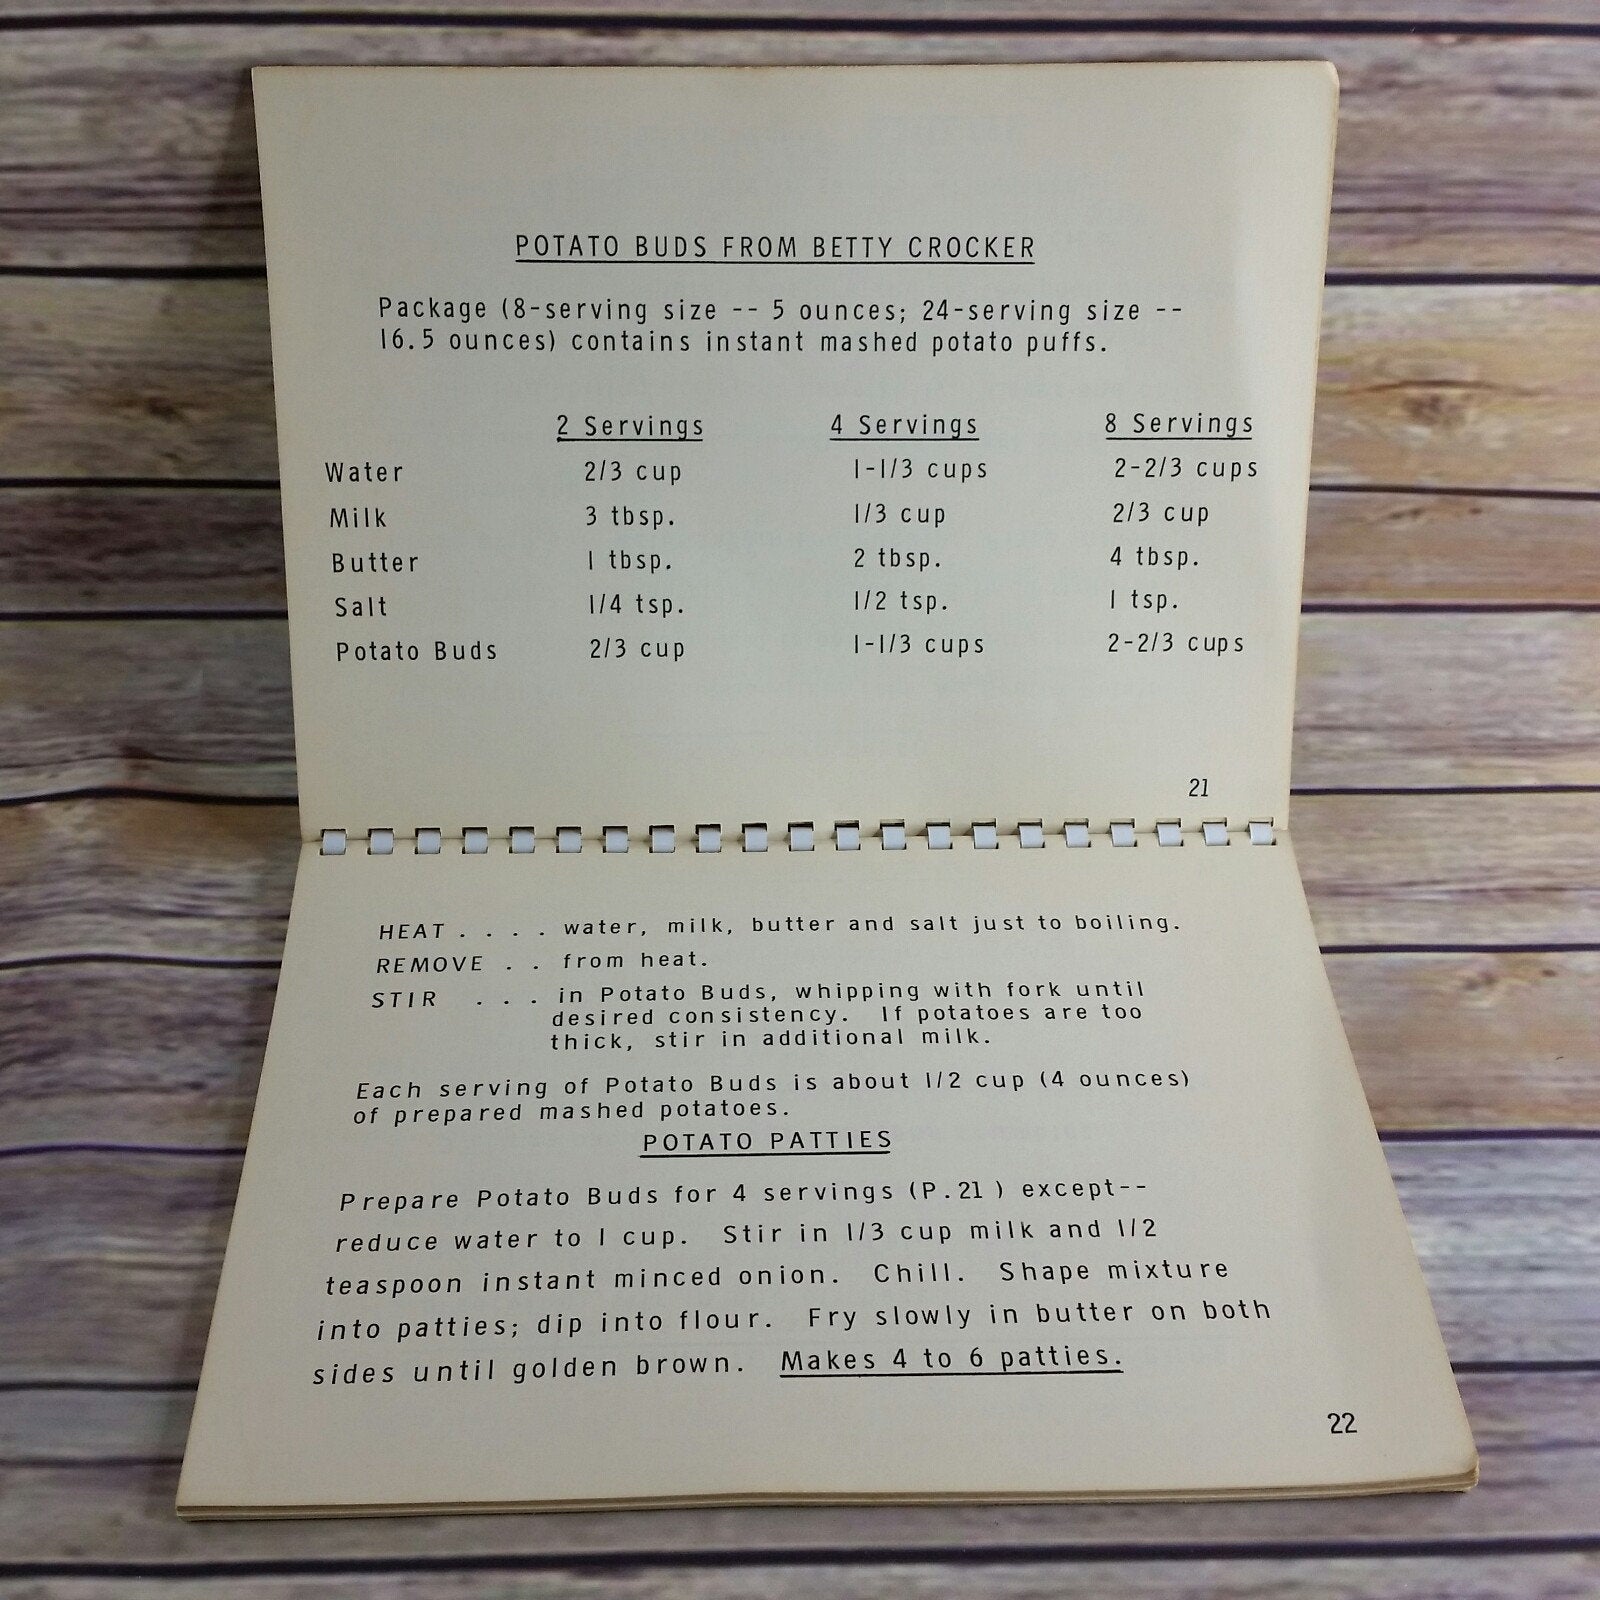 POTATO BUDS FROM BETTY CROCKER
Package (8-serving size -- 5 ounces; 24-serving size --
16.5 ounces) contains instant mashed potato puffs.
2 Servings 4 Servings 8 Servings
Water 2/3 cup 1-1/3 cups 2-2/3 cups
Milk 3 tbsp. 1/3 cup 2/3 cup
Butter 1 tbsp. 2 tbsp. 4 tbsp.
Salt 1/4 tsp. 1/2 tsp. 1 tsp.
Potato Buds 2/3 cup 1-1/3 cups 2-2/3 cups
21
HEAT . . . . water, milk, butter and salt just to boiling.
REMOVE . . from heat.
STIR . . . in Potato Buds, whipping with fork until
desired consistency. If potatoes are too
thick, stir in additional milk.
Each serving of Potato Buds is about 1/2 cup (4 ounces)
of prepared mashed potatoes.
POTATO PATTIES
Prepare Potato Buds for 4 servings (P.21 ) except--
reduce water to 1 cup. Stir in 1/3 cup milk and 1/2
teaspoon instant minced onion. Chill. Shape mixture
into patties; dip into flour. Fry slowly in butter on both
sides until golden brown. Makes 4 to 6 patties.
22